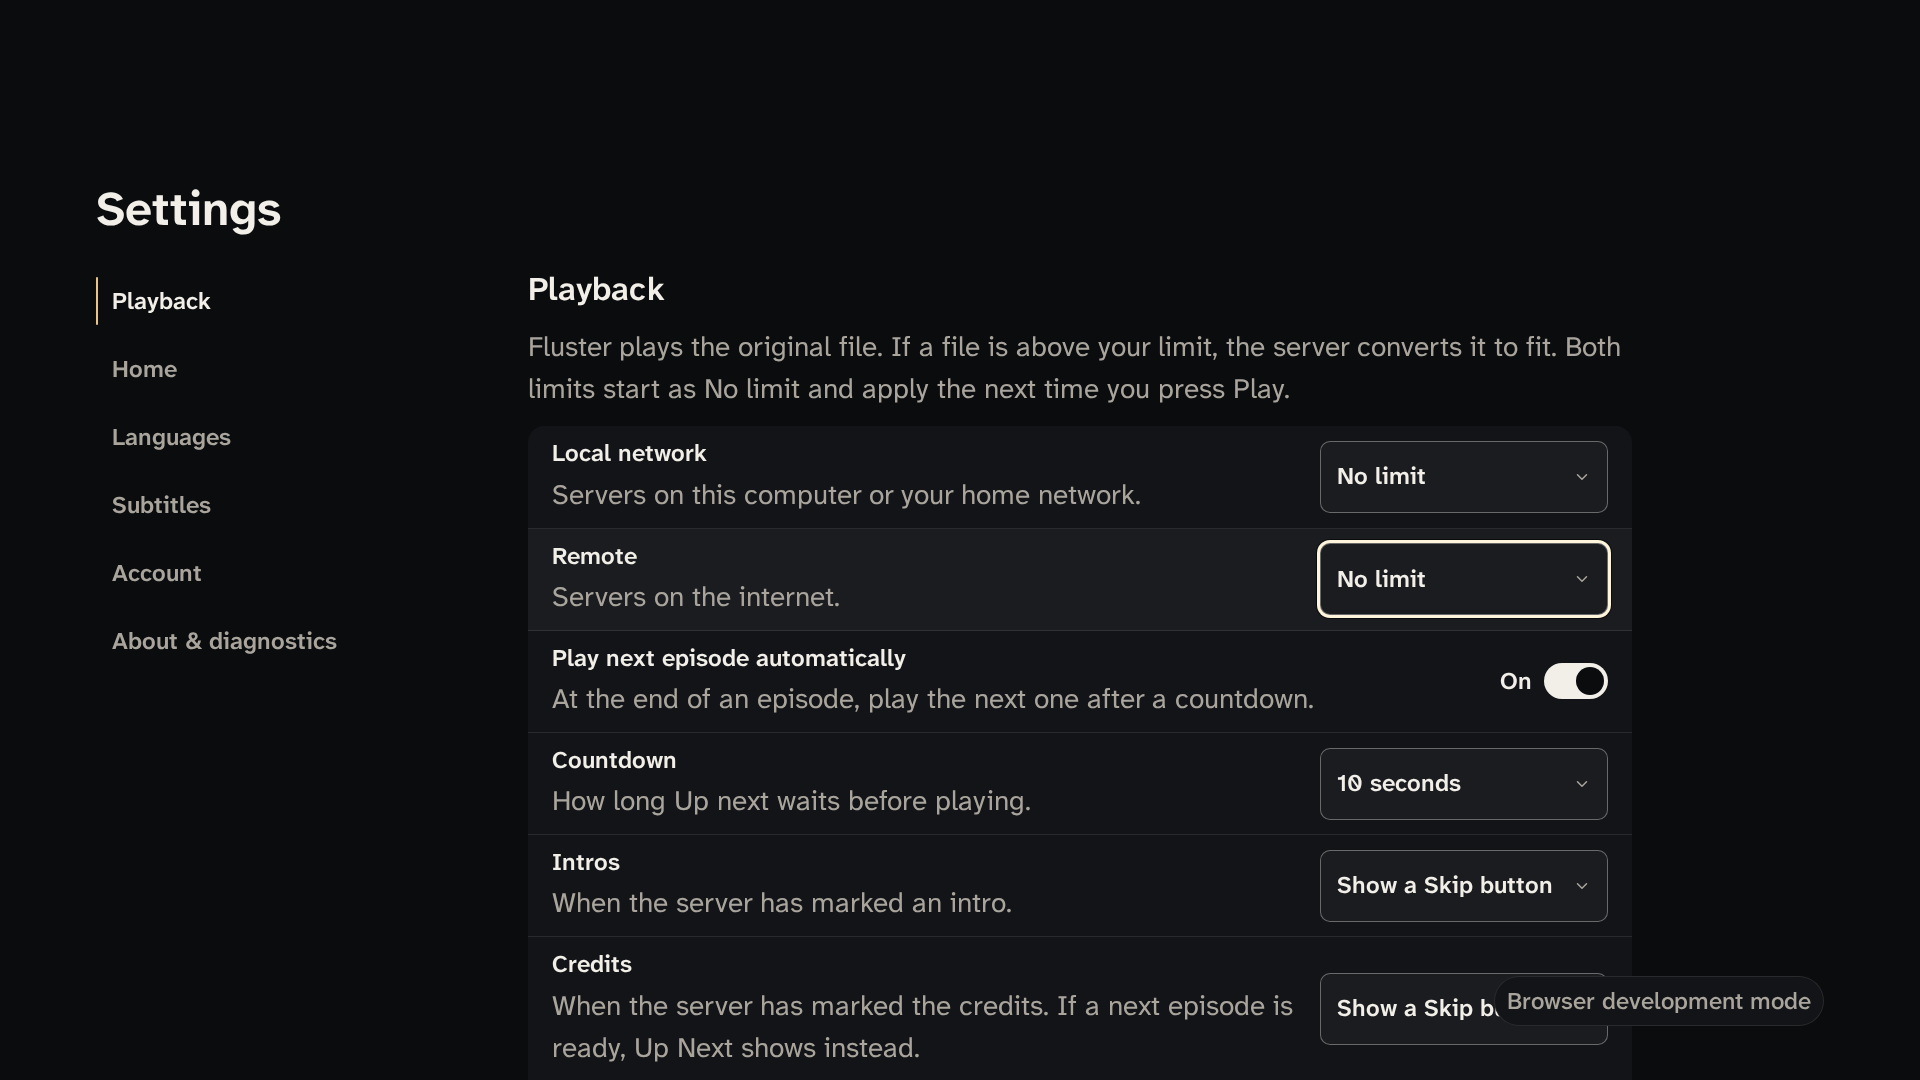 Settings
Playback
Home
Languages
Subtitles
Account
About & diagnostics
Playback
Fluster plays the original file. If a file is above your limit, the server converts it to fit. Both
limits start as No limit and apply the next time you press Play.
Local network
Servers on this computer or your home network.
No limit
Remote
Servers on the internet.
No limit
Play next episode automatically
At the end of an episode, play the next one after a countdown.
On
Countdown
How long Up next waits before playing.
10 seconds
Intros
When the server has marked an intro.
Show a Skip button
Credits
When the server has marked the credits. If a next episode is
ready, Up Next shows instead.
Show a Skip
Browser development mode